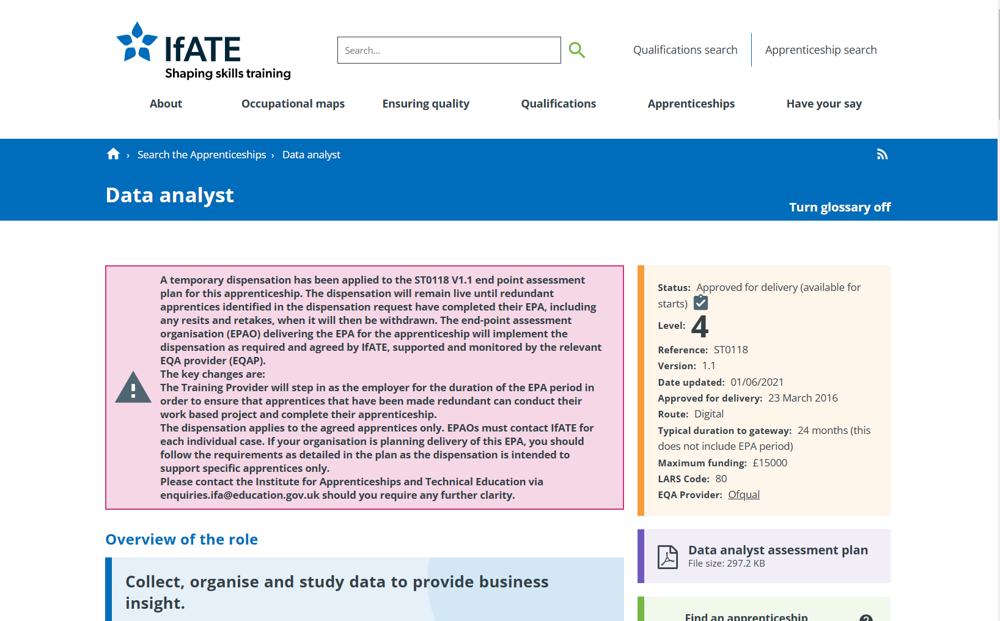 IfATE
Shaping skills training
Search...
Qualifications search
Apprenticeship search
About
Occupational maps
Ensuring quality
Qualifications
Apprenticeships
Have your say
› Search the Apprenticeships › Data analyst
Data analyst
Turn glossary off
A temporary dispensation has been applied to the ST0118 V1.1 end point assessment
plan for this apprenticeship. The dispensation will remain live until redundant
apprentices identified in the dispensation request have completed their EPA, including
any resits and retakes, when it will then be withdrawn. The end-point assessment
organisation (EPAO) delivering the EPA for the apprenticeship will implement the
dispensation as required and agreed by IfATE, supported and monitored by the relevant
EQA provider (EQAP).
The key changes are:
The Training Provider will step in as the employer for the duration of the EPA period in
order to ensure that apprentices that have been made redundant can conduct their
work based project and complete their apprenticeship.
The dispensation applies to the agreed apprentices only. EPAOs must contact IfATE for
each individual case. If your organisation is planning delivery of this EPA, you should
follow the requirements as detailed in the plan as the dispensation is intended to
support specific apprentices only.
Please contact the Institute for Apprenticeships and Technical Education via
enquiries.ifa@education.gov.uk should you require any further clarity.
Overview of the role
Collect, organise and study data to provide business
insight.
Status: Approved for delivery (available for
starts)
Level: 4
Reference: ST0118
Version: 1.1
Date updated: 01/06/2021
Approved for delivery: 23 March 2016
Route: Digital
Typical duration to gateway: 24 months (this
does not include EPA period)
Maximum funding: £15000
LARS Code: 80
EQA Provider: Ofqual
Data analyst assessment plan
File size: 297.2 KB
Find an apprenticeship